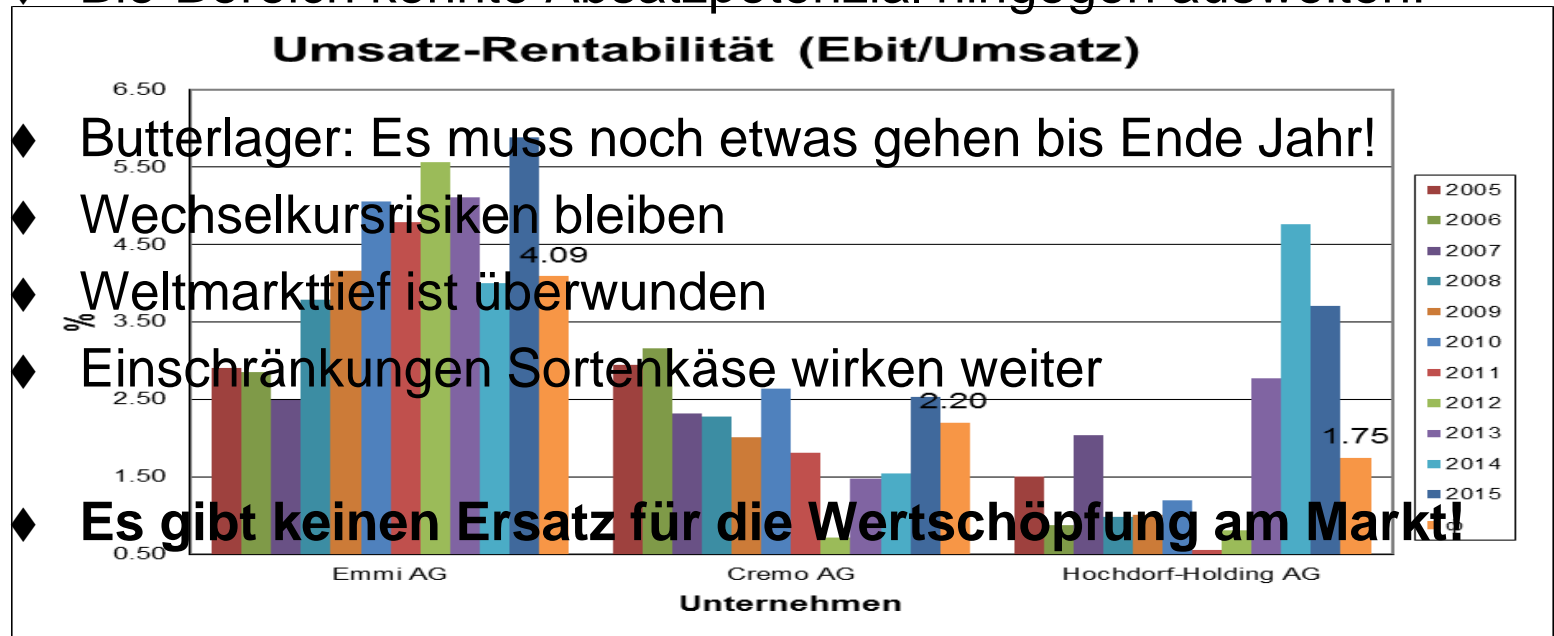 Umsatz-Rentabilität (Ebit/Umsatz)
6.50
♦ Butterlager: Es muss noch etwas gehen bis Ende Jahr!
5.50
♦ Wechselkursrisiken bleiben
4.50
4.09
♦ Weltmarkttief ist überwunden
%
3.50
♦ Einschränkungen Sortenkäse wirken weiter
2.50
2.20
1.75
1.50
♦ Es gibt keinen Ersatz für die Wertschöpfung am Markt!
0.50
Emmi AG
Cremo AG
Hochdorf-Holding AG
Unternehmen
2005
2006
2007
2008
2009
2010
2011
2012
2013
2014
2015